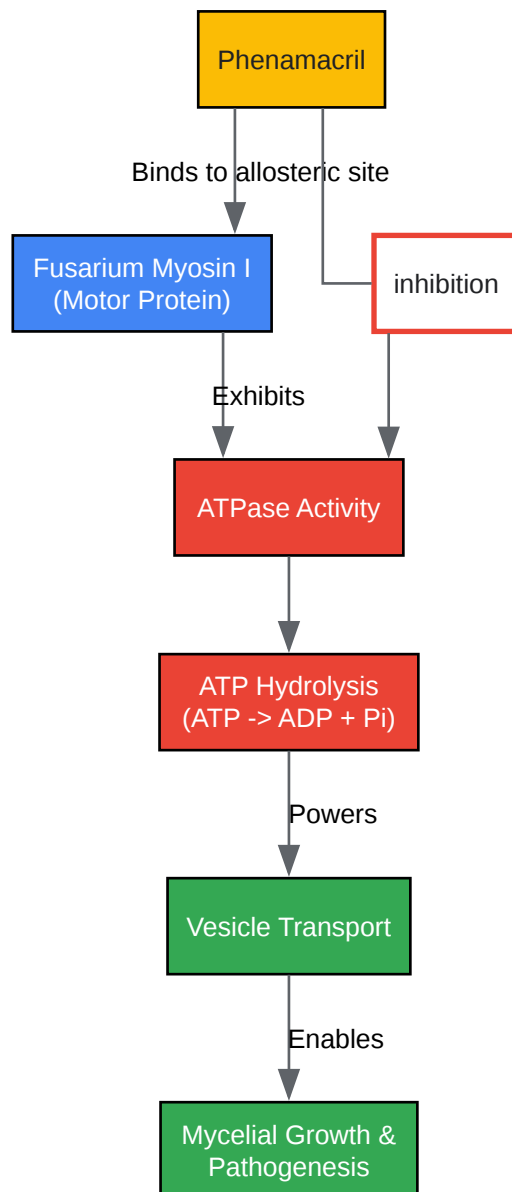 Phenamacril
Binds to allosteric site
Fusarium Myosin I
(Motor Protein)
inhibition
Exhibits
ATPase Activity
ATP Hydrolysis
(ATP -> ADP + Pi)
Powers
Vesicle Transport
Enables
Mycelial Growth &
Pathogenesis